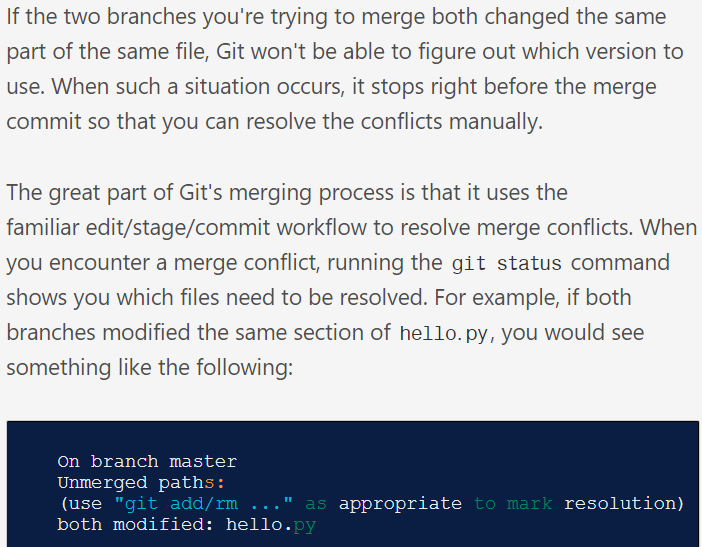 If the two branches you're trying to merge both changed the same
part of the same file, Git won't be able to figure out which version to
use. When such a situation occurs, it stops right before the merge
commit so that you can resolve the conflicts manually.
The great part of Git's merging process is that it uses the
familiar edit/stage/commit workflow to resolve merge conflicts. When
you encounter a merge conflict, running the git status command
shows you which files need to be resolved. For example, if both
branches modified the same section of hello.py, you would see
something like the following:
On branch master
Unmerged paths:
(use "git add/rm ..." as appropriate to mark resolution)
both modified: hello.py